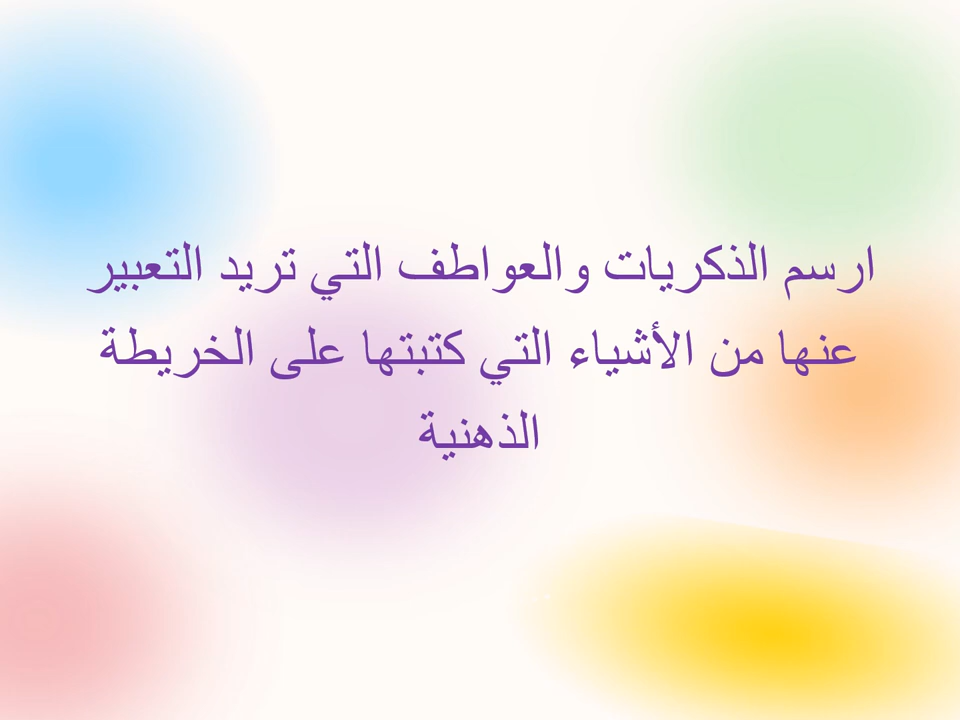 ارسم الذكريات والعواطف التي تريد التعبير
عنها من الأشياء التي كتبتها على الخريطة
الذهنية